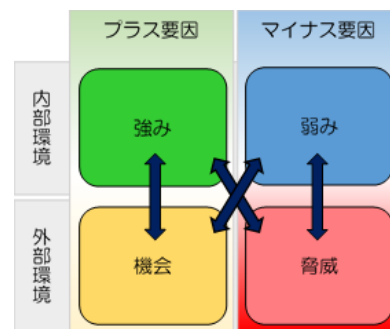 プラス要因
マイナス要因
内部環境
強み
弱み
外部環境
機会
脅威